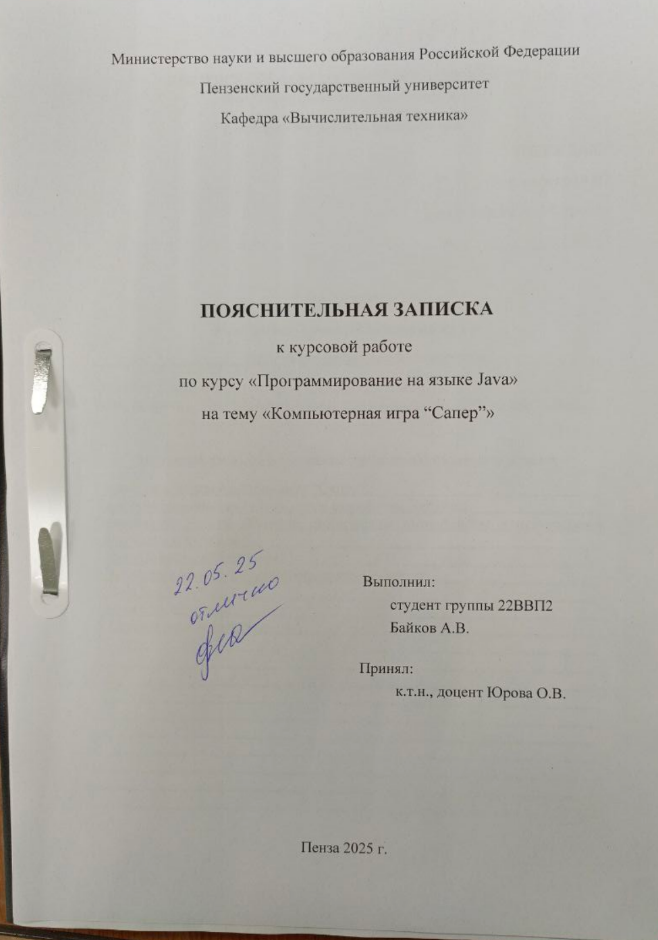 Министерство науки и высшего образования Российской Федерации
Пензенский государственный университет
Кафедра «Вычислительная техника»
ПОЯСНИТЕЛЬНАЯ ЗАПИСКА
к курсовой работе
по курсу «Программирование на языке Java»
на тему «Компьютерная игра “Сапер”»
22.05.25
отлично
Выполнил:
студент группы 22ВВП2
Байков А.В.
Принял:
к.т.н., доцент Юрова О.В.
Пенза 2025 г.